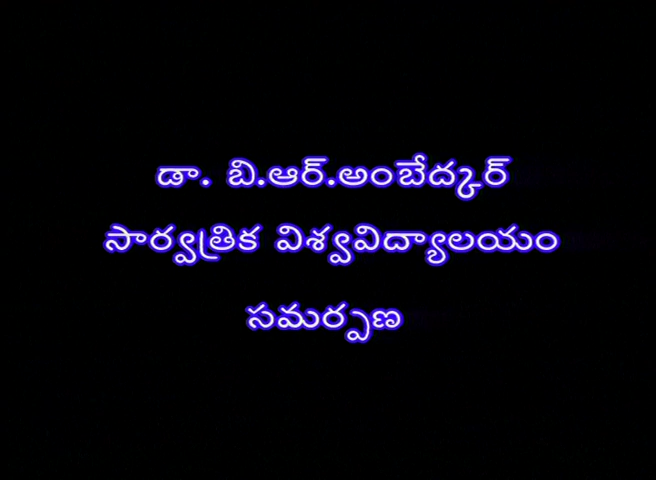 డా. బి.ఆర్.అంబేద్కర్
సార్వత్రిక విశ్వవిద్యాలయం
సమర్పణ